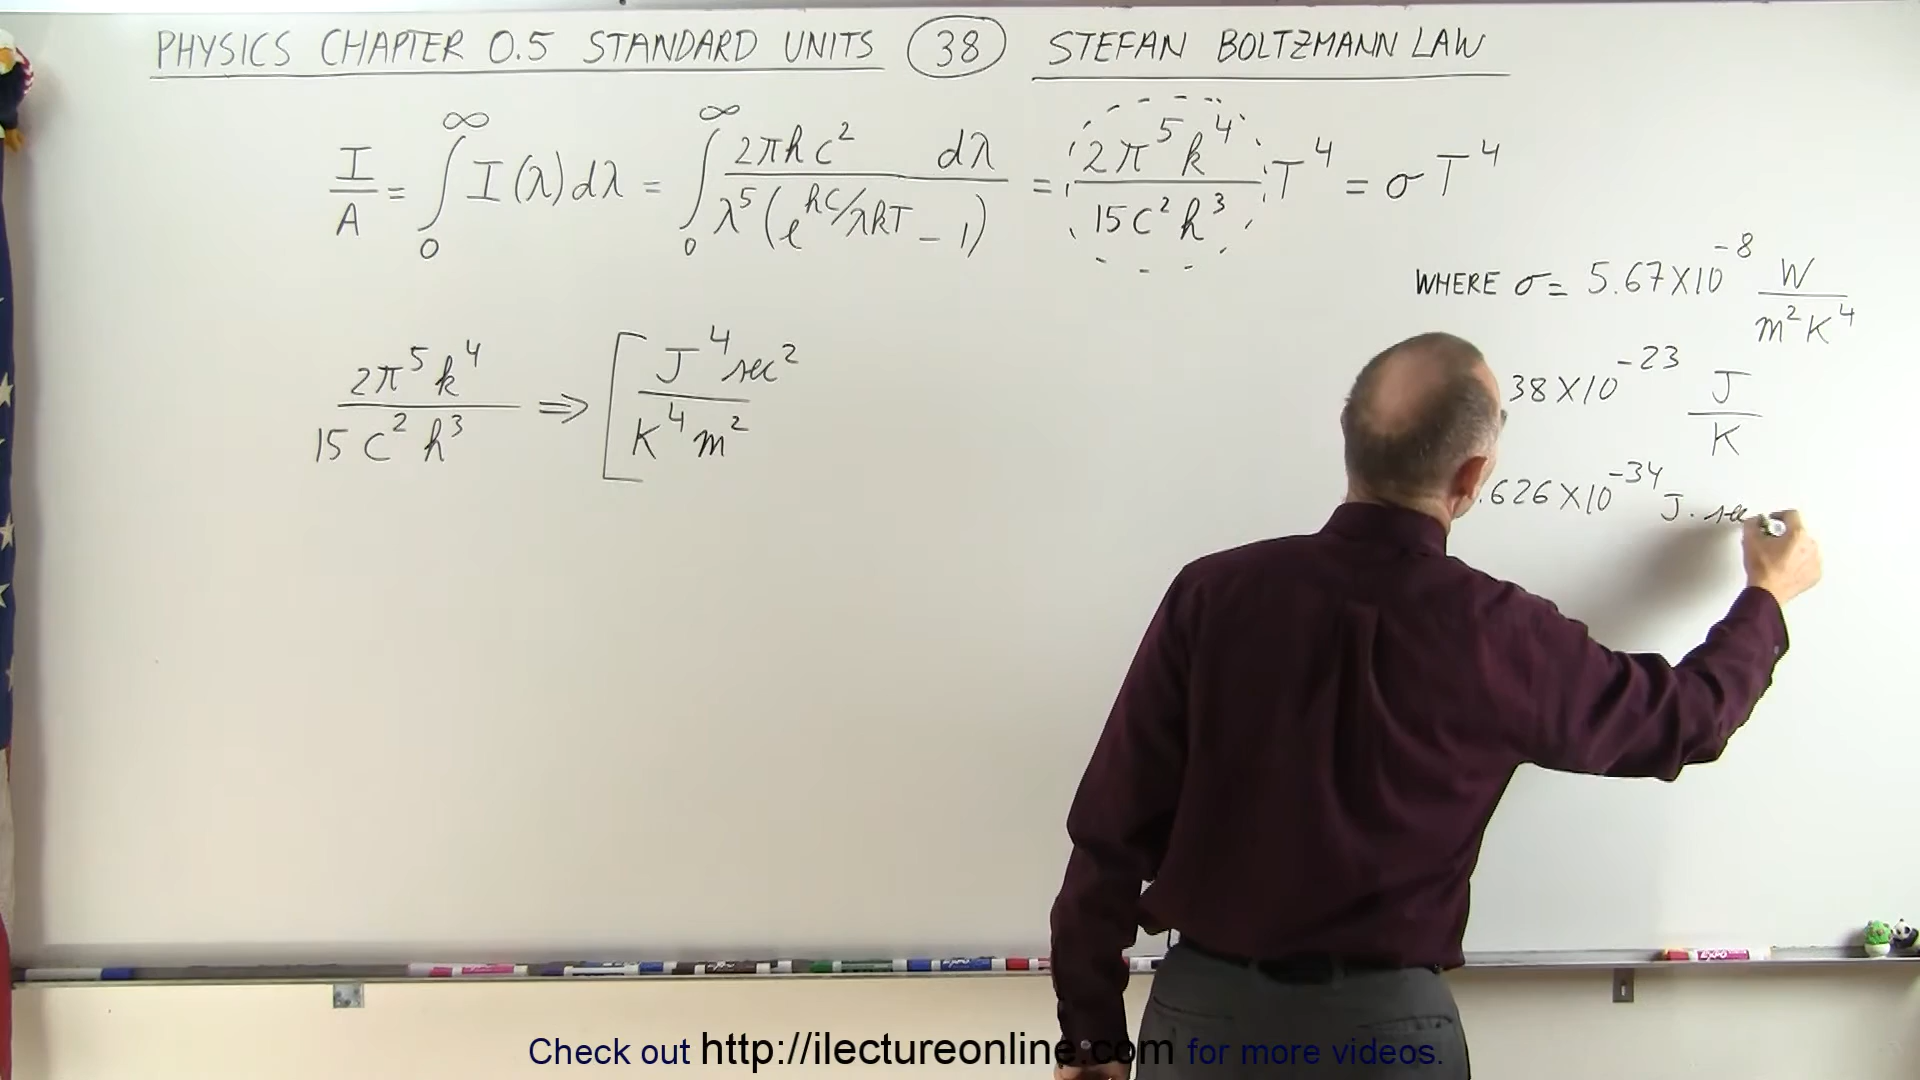 PHYSICS CHAPTER 0.5 STANDARD UNITS 38 STEFAN BOLTZMANN LAW
I/A = ∫₀^∞ I(λ)dλ = ∫₀^∞ 2πhc² dλ / λ⁵(e^(hc/λkT) − 1) = 2π⁵k⁴ / 15c²h³ T⁴ = σT⁴
WHERE σ = 5.67×10⁻⁸ W / m²K⁴
2π⁵k⁴ / 15c²h³ ⇒ [ J⁴sec² / K⁴m²
38×10⁻²³ J / K
.626×10⁻³⁴ J·sec
EXPO
Check out http://ilectureonline.com for more videos.